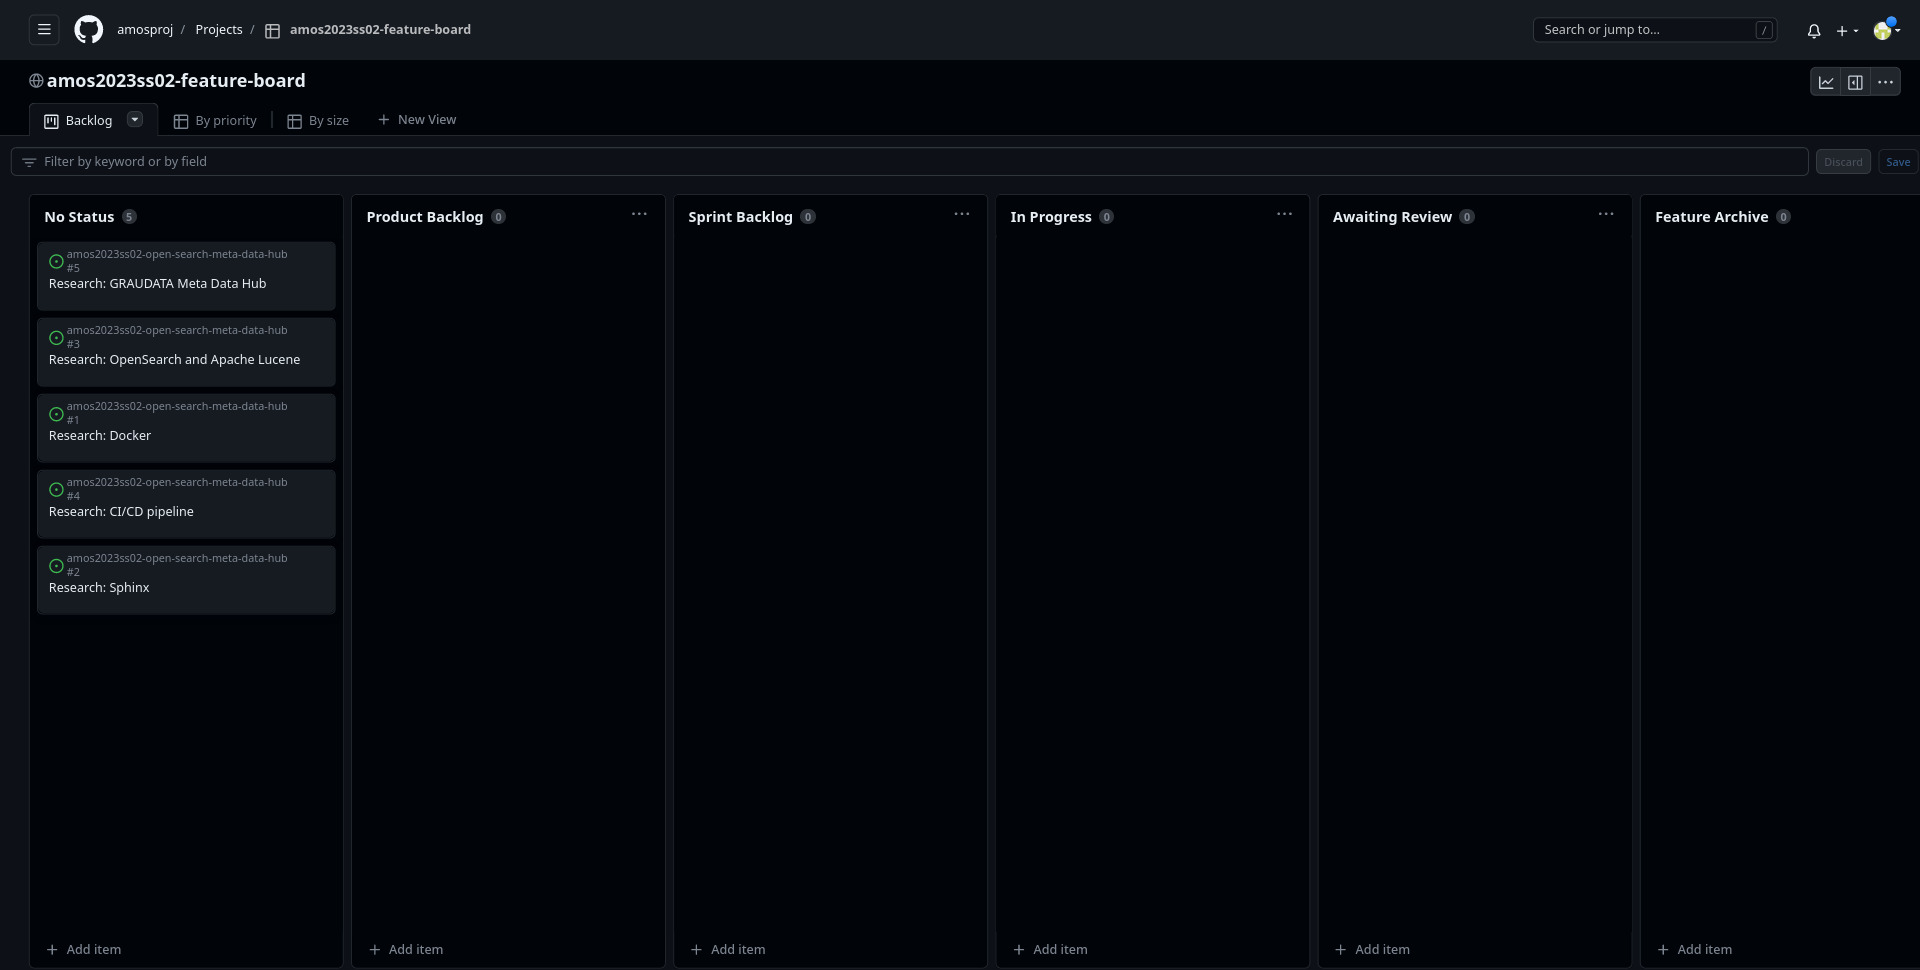 amosproj / Projects / amos2023ss02-feature-board
Search or jump to... /
amos2023ss02-feature-board
Backlog
By priority
By size
New View
Filter by keyword or by field
Discard
Save
No Status 5
amos2023ss02-open-search-meta-data-hub
#5
Research: GRAUDATA Meta Data Hub
amos2023ss02-open-search-meta-data-hub
#3
Research: OpenSearch and Apache Lucene
amos2023ss02-open-search-meta-data-hub
#1
Research: Docker
amos2023ss02-open-search-meta-data-hub
#4
Research: CI/CD pipeline
amos2023ss02-open-search-meta-data-hub
#2
Research: Sphinx
Add item
Product Backlog 0
Add item
Sprint Backlog 0
Add item
In Progress 0
Add item
Awaiting Review 0
Add item
Feature Archive 0
Add item